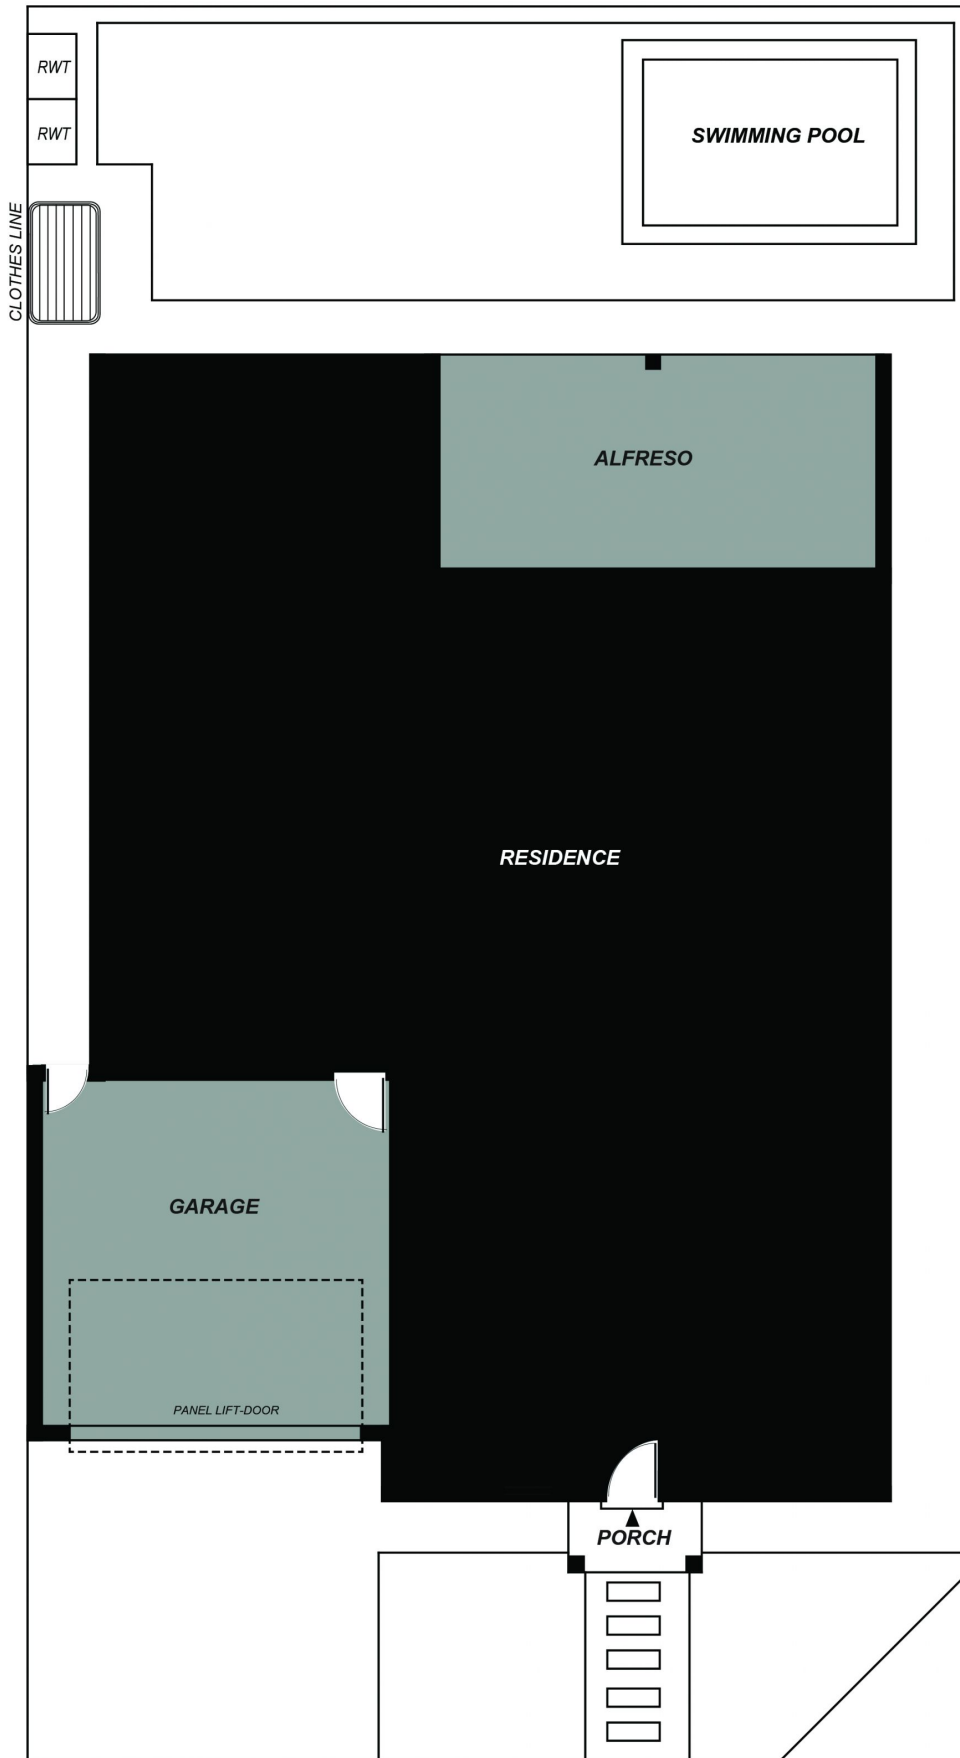 RWT
SWIMMING POOL
RWT
CLOTHES LINE
ALFRESO
RESIDENCE
GARAGE
PANEL LIFT-DOOR
PORCH